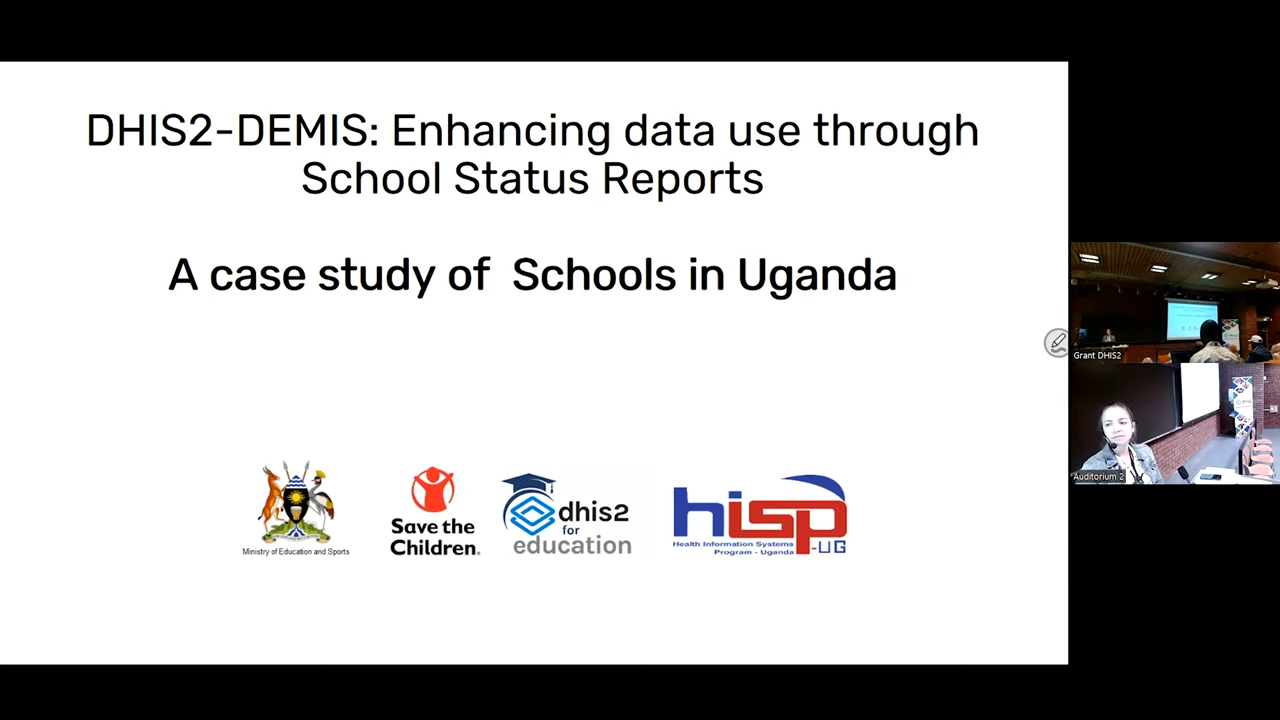 DHIS2-DEMIS: Enhancing data use through
School Status Reports
A case study of Schools in Uganda
Ministry of Education and Sports
Save the
Children.
dhis2
for
education
hisp
Health Information Systems
Program - Uganda
-UG
Grant DHIS2
Auditorium 2